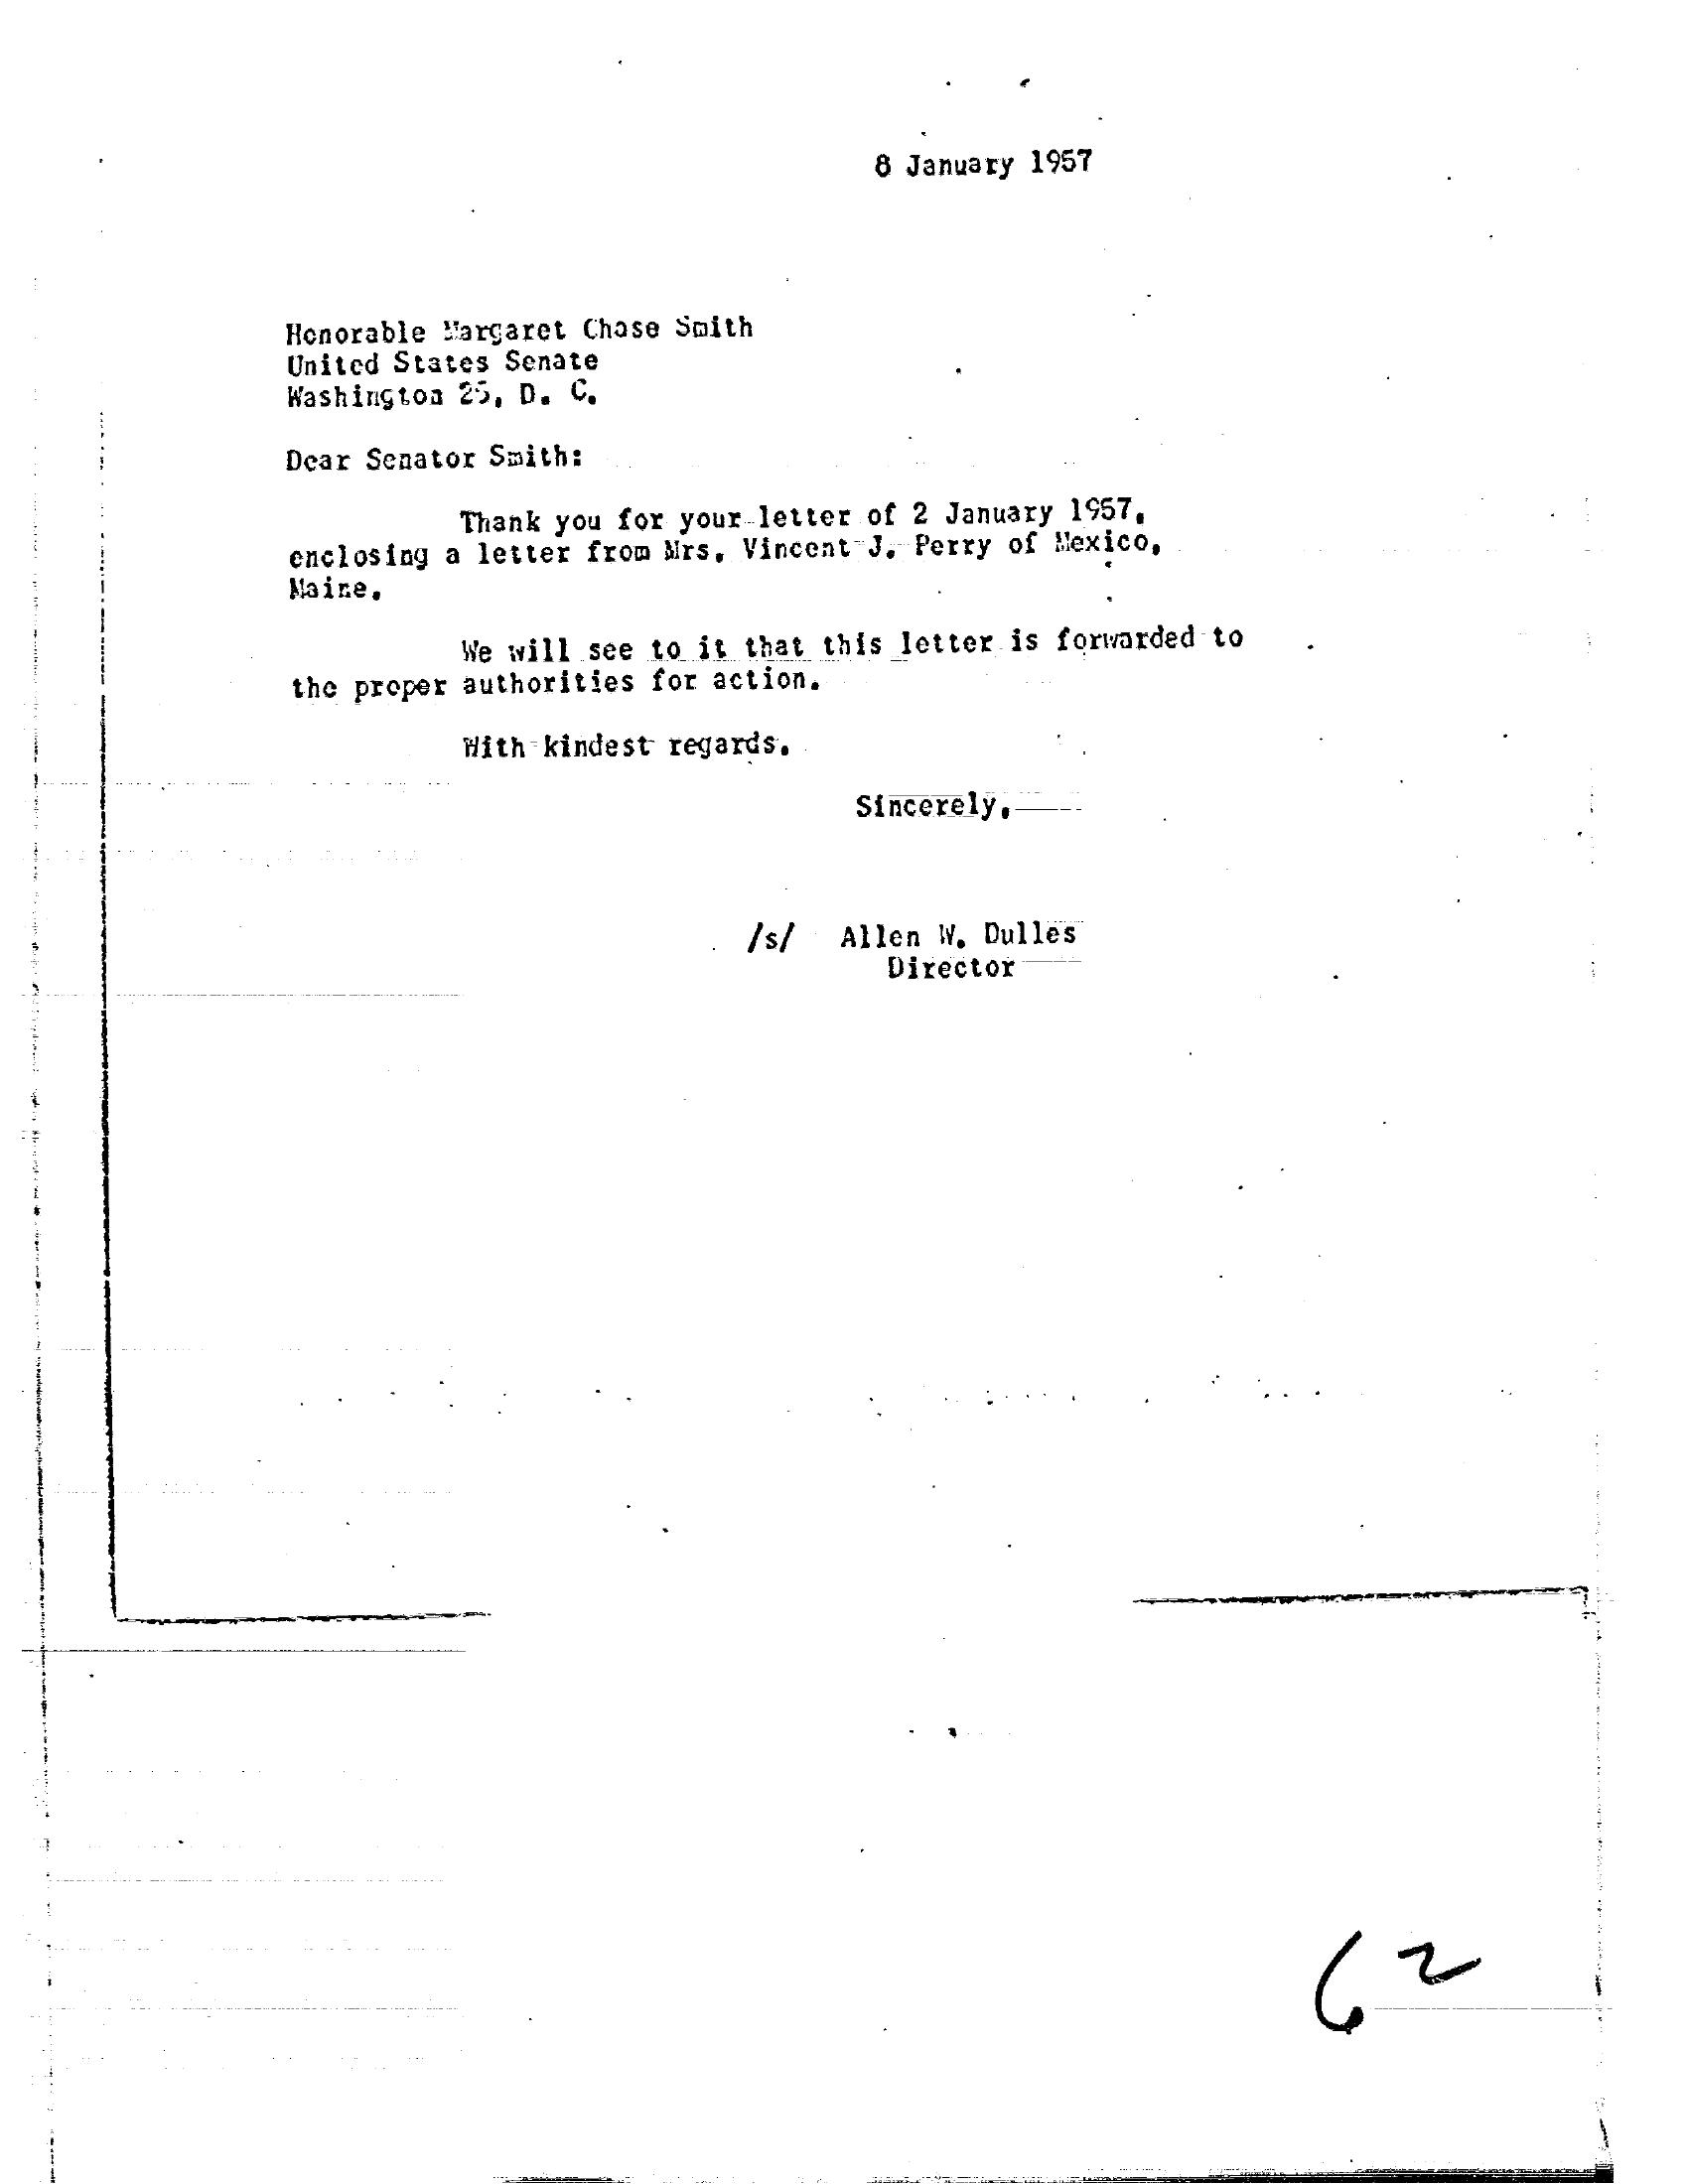 8 January 1957
Honorable Margaret Chase Smith
United States Senate
Washington 25, D. C.
Dear Senator Smith:
Thank you for your letter of 2 January 1957,
enclosing a letter from Mrs. Vincent J. Perry of Mexico,
Maine.
We will see to it that this letter is forwarded to
the proper authorities for action.
With kindest regards.
Sincerely,
/s/ Allen W. Dulles
Director
62